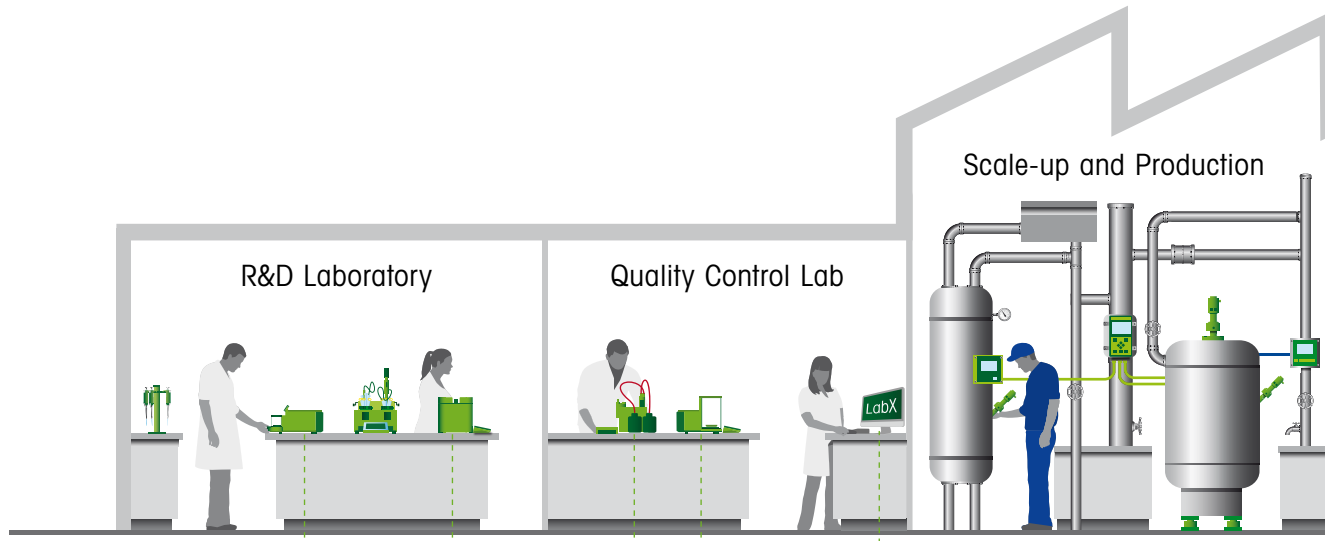 Scale-up and Production
R&D Laboratory
Quality Control Lab
LabX